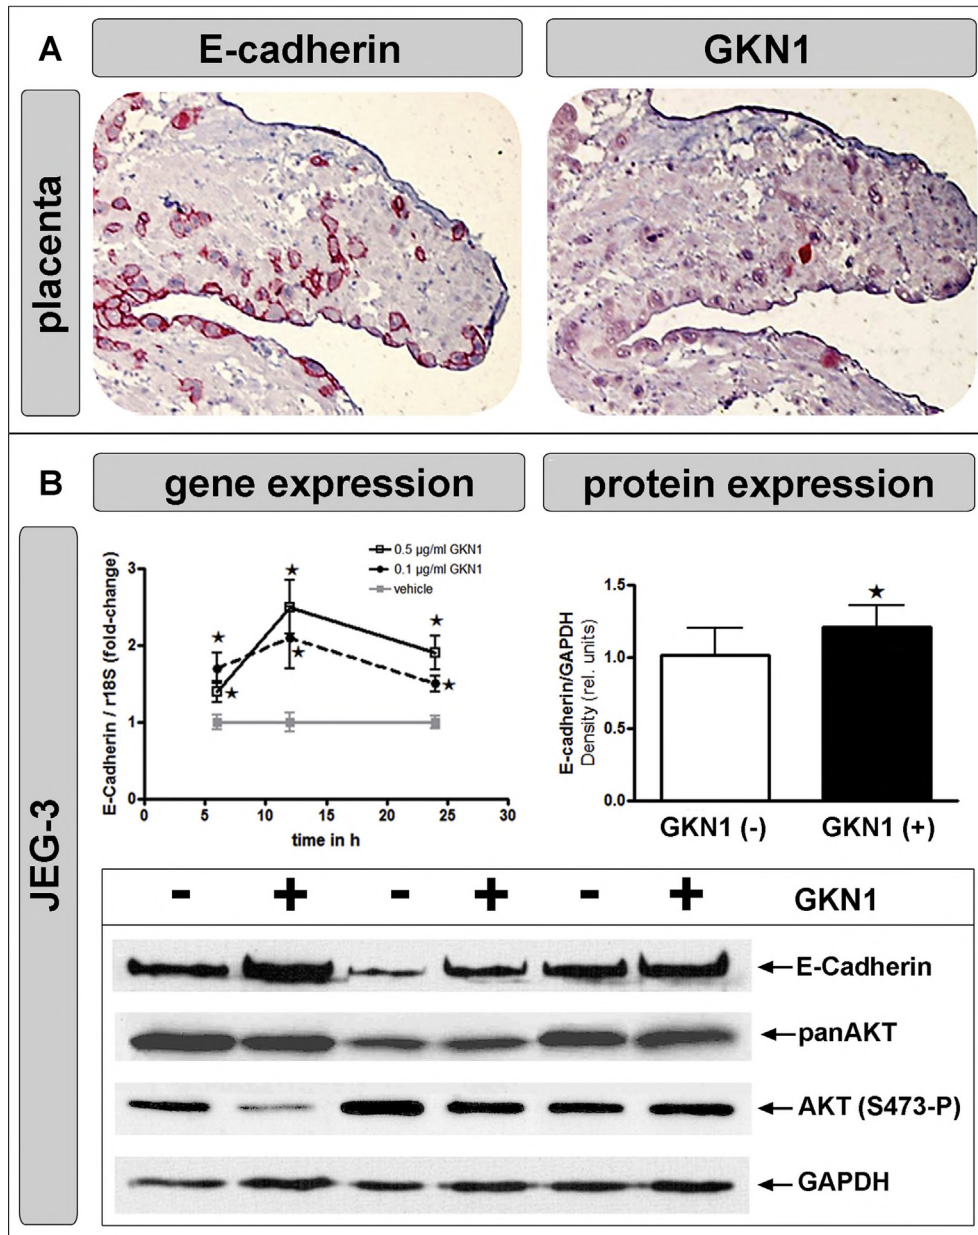 A
E-cadherin
GKN1
placenta
B
gene expression
protein expression
JEG-3
E-Cadherin / r18S (fold-change)
3
2
1
0
0 5 10 15 20 25 30
time in h
0.5 µg/ml GKN1
0.1 µg/ml GKN1
vehicle
★
★
★
★
★
★
E-cadherin/GAPDH
Density (rel. units)
1.5
1.0
0.5
0.0
★
GKN1 (-) GKN1 (+)
- + - + - + GKN1
←E-Cadherin
←panAKT
←AKT (S473-P)
←GAPDH